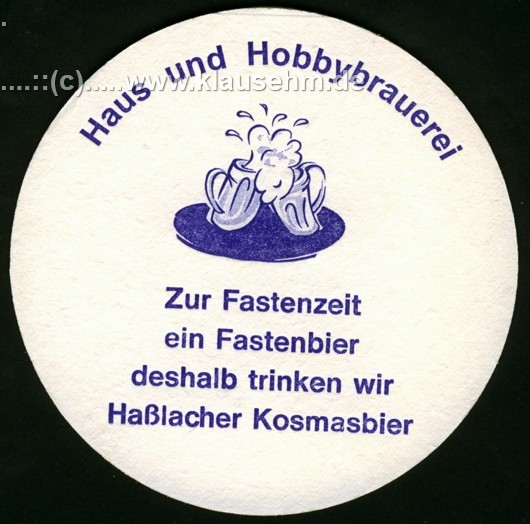 ....::(c).....www.klausehm.de
Haus und Hobbybrauerei
Zur Fastenzeit
ein Fastenbier
deshalb trinken wir
Haßlacher Kosmasbier